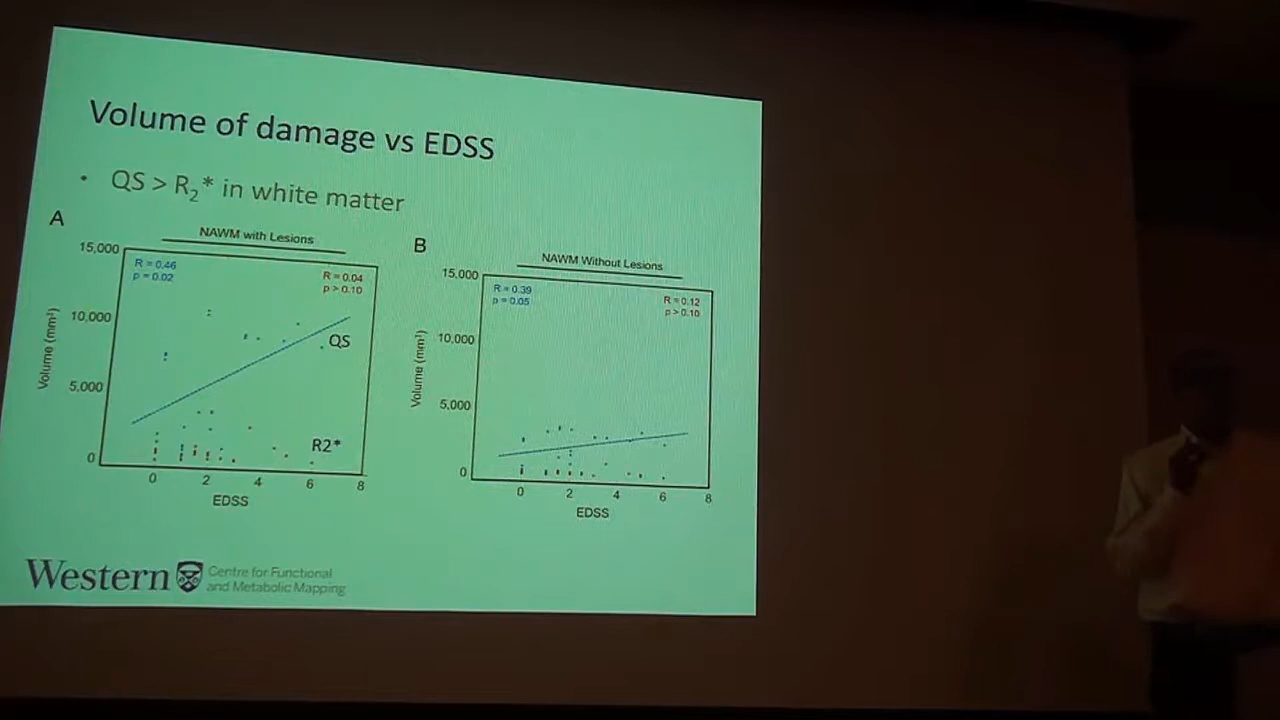 Volume of damage vs EDSS
• QS > R2* in white matter
A
NAWM with Lesions
15,000
10,000
5,000
0
Volume (mm³)
R = 0.46
p = 0.02
R = 0.04
p > 0.10
QS
R2*
0 2 4 6 8
EDSS
B
NAWM Without Lesions
15,000
10,000
5,000
0
Volume (mm³)
R = 0.39
p = 0.05
R = 0.12
p > 0.10
0 2 4 6 8
EDSS
Western
Centre for Functional
and Metabolic Mapping